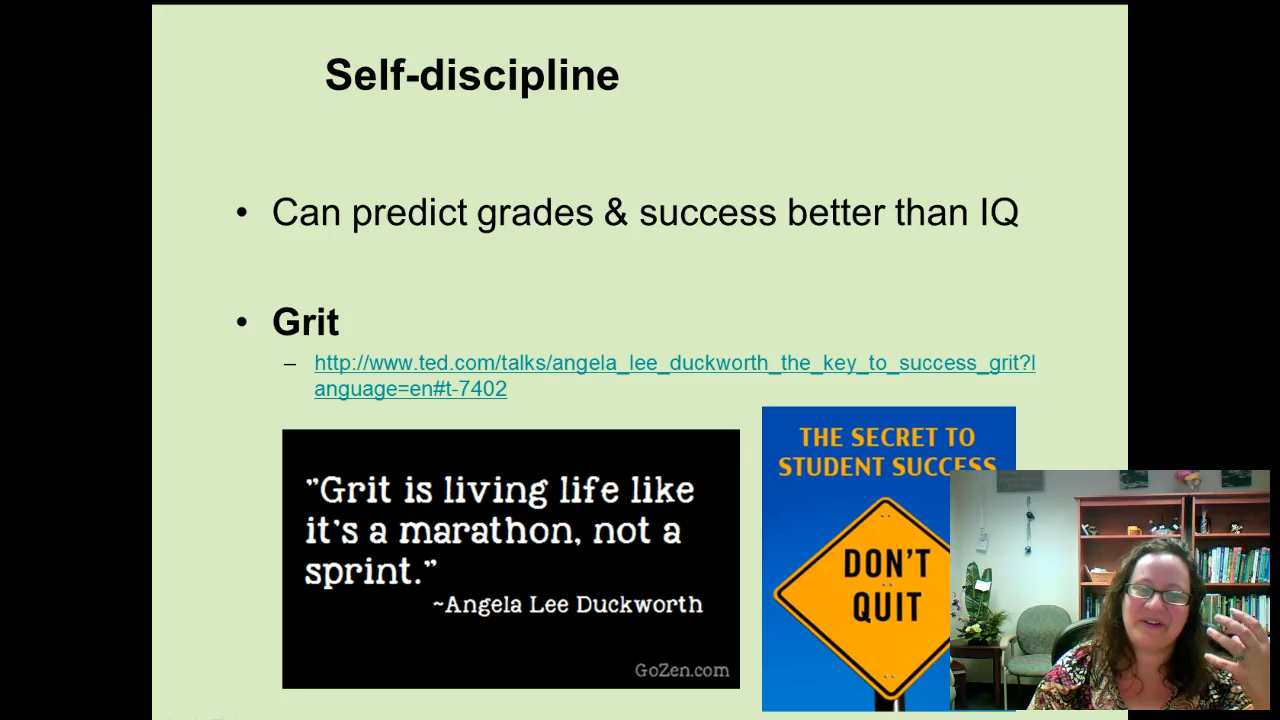 Self-discipline
• Can predict grades & success better than IQ
• Grit
– http://www.ted.com/talks/angela_lee_duckworth_the_key_to_success_grit?l
anguage=en#t-7402
"Grit is living life like
it's a marathon, not a
sprint."
~Angela Lee Duckworth
GoZen.com
THE SECRET TO
STUDENT SUCCESS
DON'T
QUIT